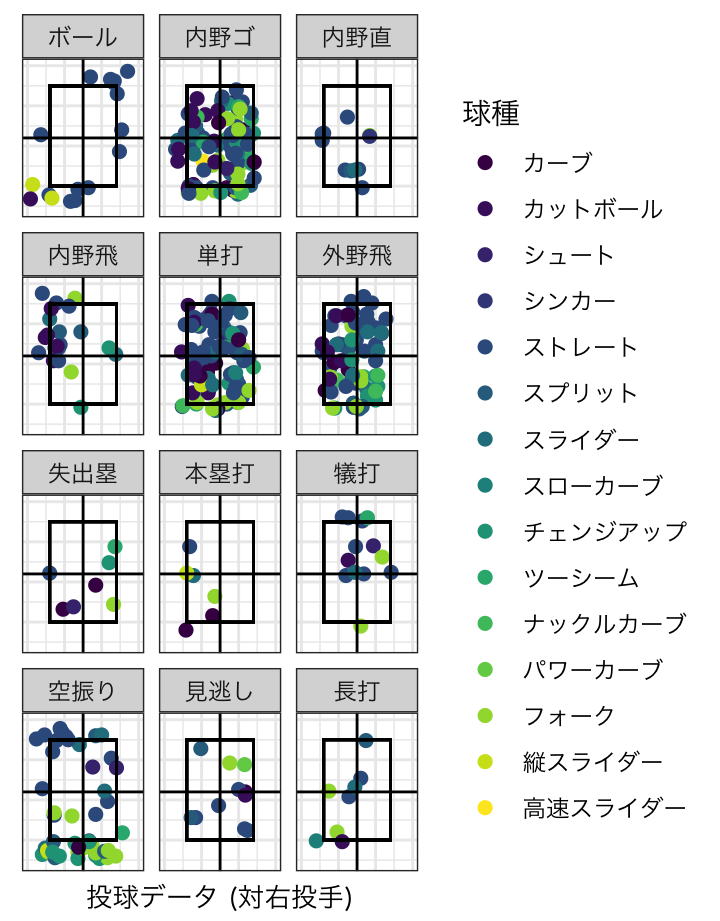 ボール
内野ゴ
内野直
内野飛
単打
外野飛
失出塁
本塁打
犠打
空振り
見逃し
長打
投球データ (対右投手)
球種
カーブ
カットボール
シュート
シンカー
ストレート
スプリット
スライダー
スローカーブ
チェンジアップ
ツーシーム
ナックルカーブ
パワーカーブ
フォーク
縦スライダー
高速スライダー